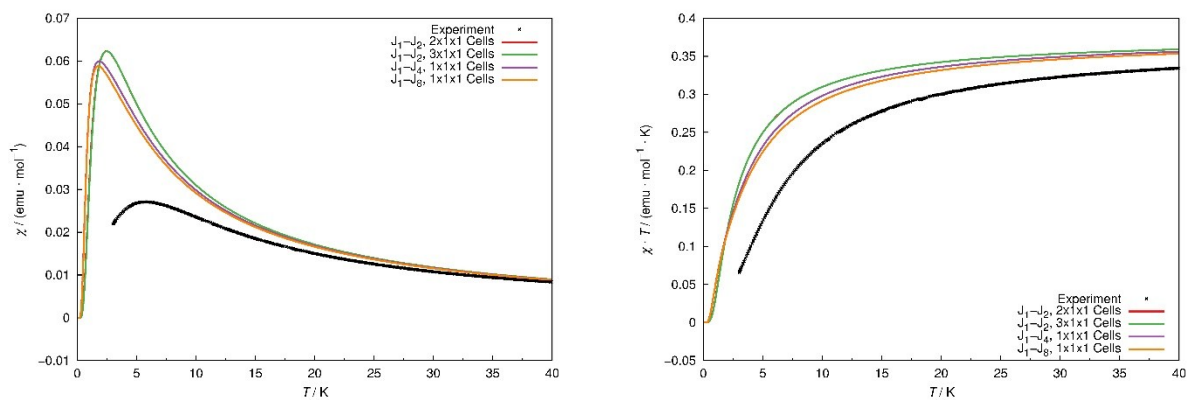 0.07
0.06
0.05
0.04
0.03
0.02
0.01
0
−0.01
χ / (emu · mol⁻¹)
0 5 10 15 20 25 30 35 40
T / K
Experiment
J₁−J₂, 2x1x1 Cells
J₁−J₂, 3x1x1 Cells
J₁−J₄, 1x1x1 Cells
J₁−J₈, 1x1x1 Cells
0.4
0.35
0.3
0.25
0.2
0.15
0.1
0.05
0
−0.05
χ · T / (emu · mol⁻¹ · K)
0 5 10 15 20 25 30 35 40
T / K
Experiment
J₁−J₂, 2x1x1 Cells
J₁−J₂, 3x1x1 Cells
J₁−J₄, 1x1x1 Cells
J₁−J₈, 1x1x1 Cells